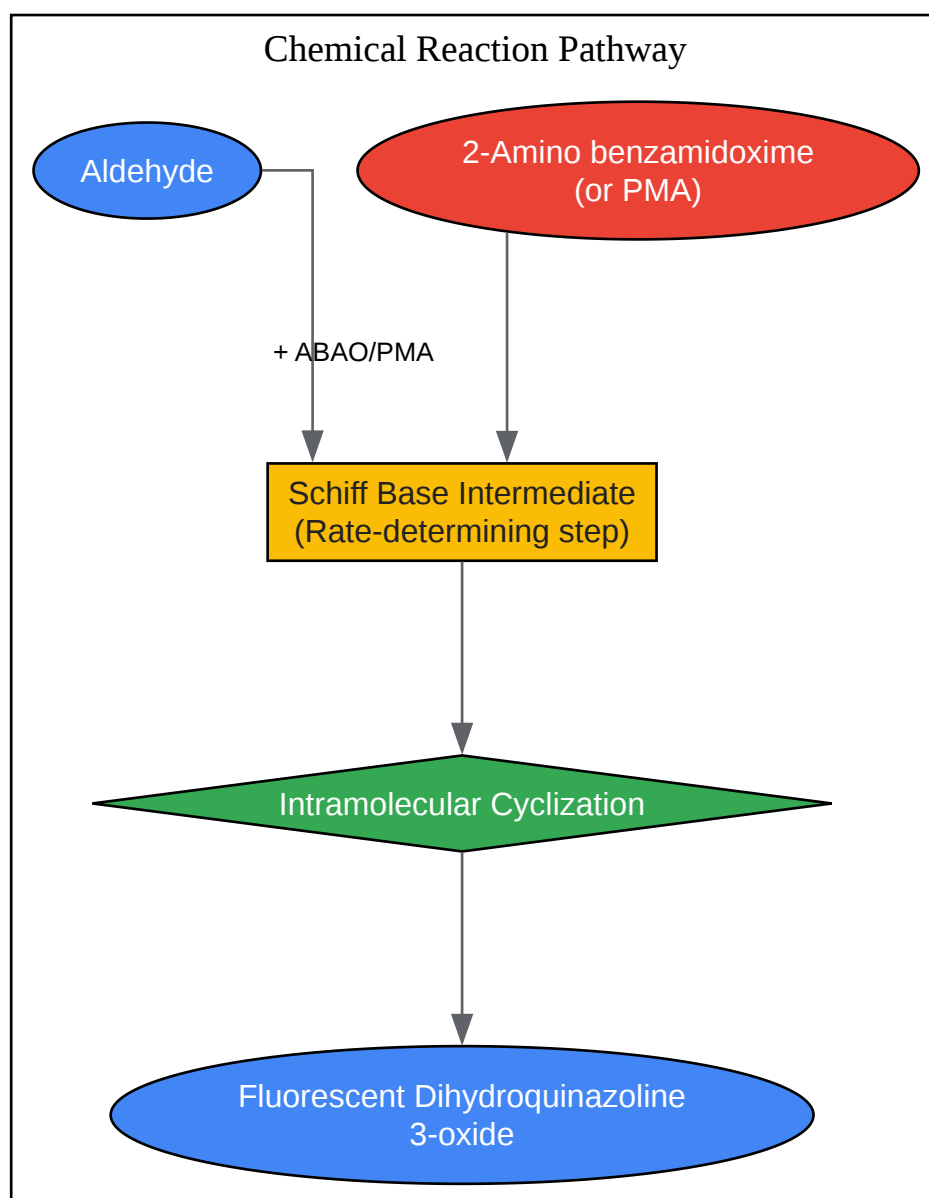 Chemical Reaction Pathway
Aldehyde
2-Amino benzamidoxime
(or PMA)
+ ABAO/PMA
Schiff Base Intermediate
(Rate-determining step)
Intramolecular Cyclization
Fluorescent Dihydroquinazoline
3-oxide